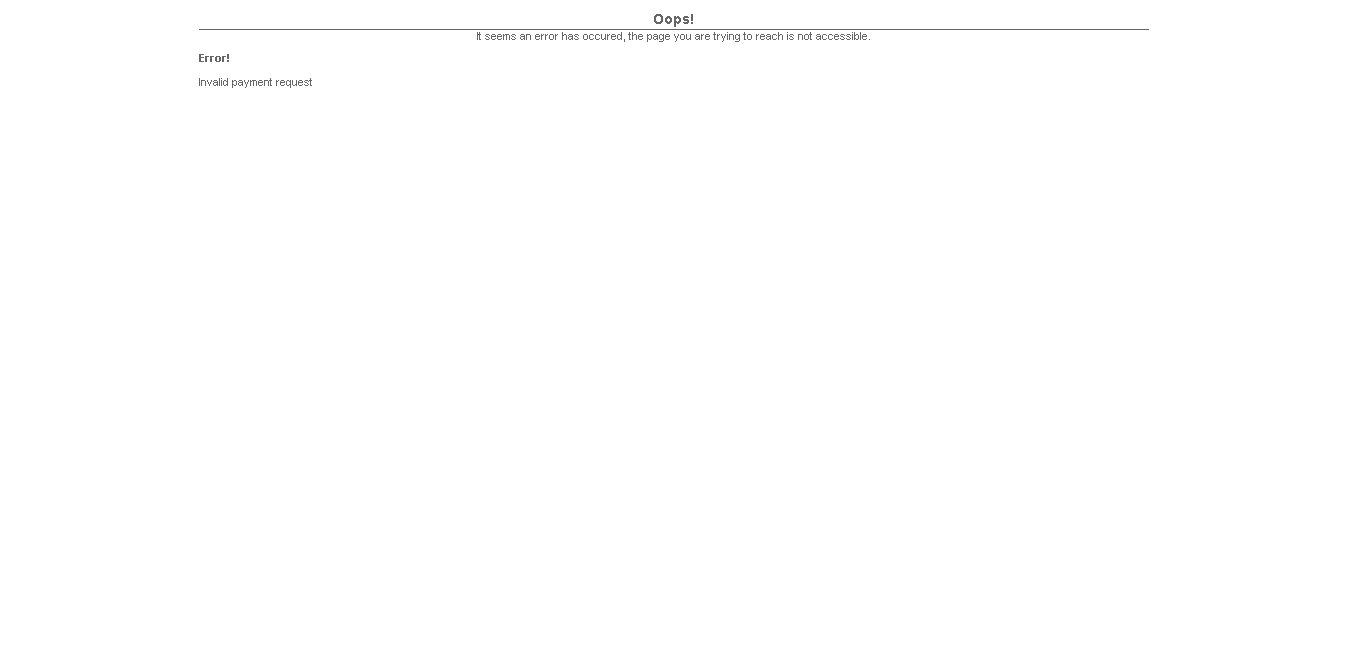 Oops!
It seems an error has occured, the page you are trying to reach is not accessible.
Error!
Invalid payment request